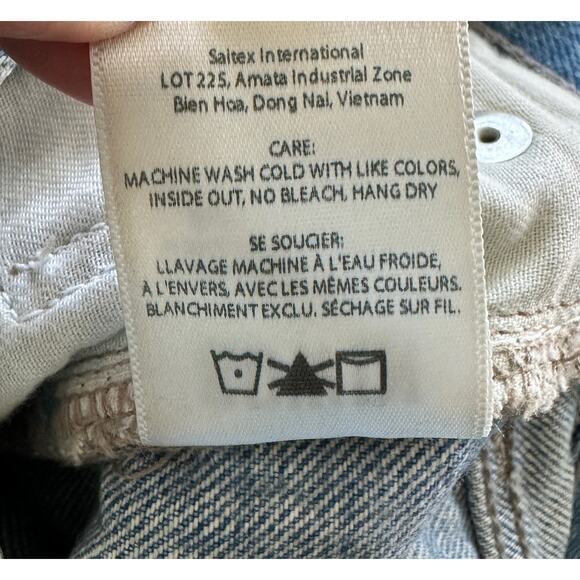 Saitex International
LOT 225, Amata Industrial Zone
Bien Hoa, Dong Nai, Vietnam
CARE:
MACHINE WASH COLD WITH LIKE COLORS,
INSIDE OUT, NO BLEACH, HANG DRY
SE SOUCIER:
LLAVAGE MACHINE À L'EAU FROIDE,
À L'ENVERS, AVEC LES MÊMES COULEURS.
BLANCHIMENT EXCLU. SÉCHAGE SUR FIL.